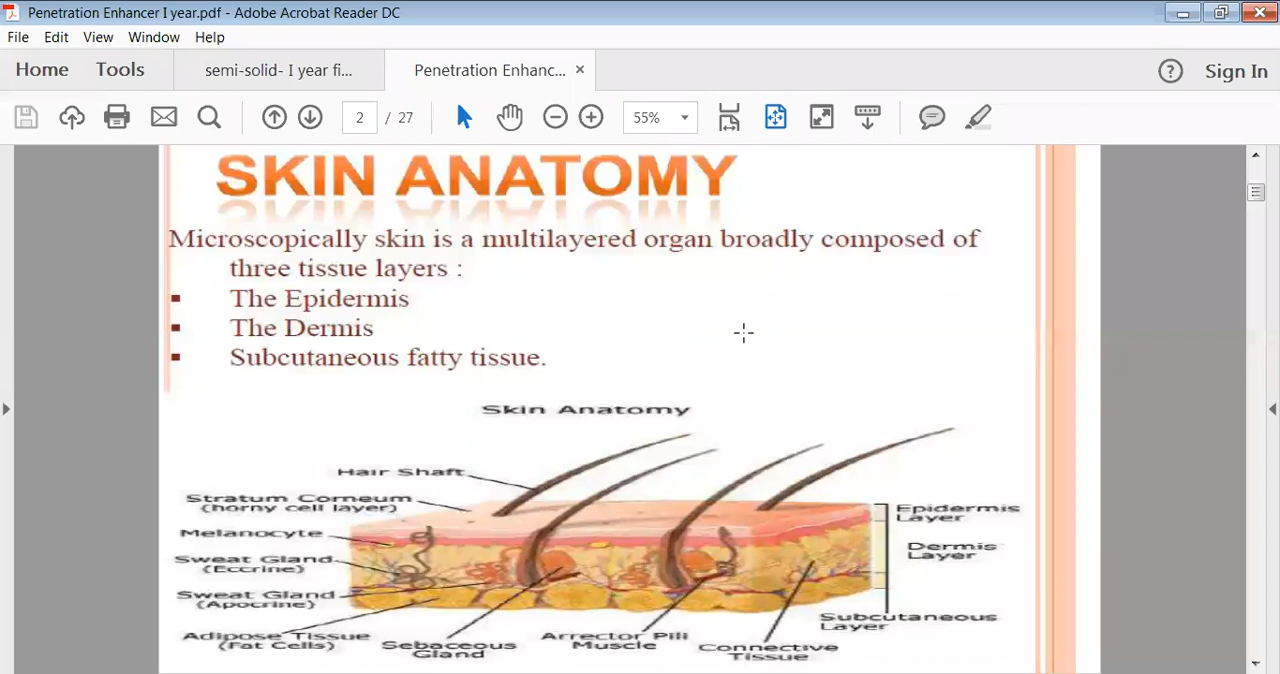 Penetration Enhancer I year.pdf - Adobe Acrobat Reader DC
File Edit View Window Help
Home Tools semi-solid- I year fi... Penetration Enhanc... × ? Sign In
2 / 27 55%
SKIN ANATOMY
Microscopically skin is a multilayered organ broadly composed of
three tissue layers :
▪ The Epidermis
▪ The Dermis
▪ Subcutaneous fatty tissue.
Skin Anatomy
Hair Shaft
Stratum Corneum
(horny cell layer)
Melanocyte
Sweat Gland
(Eccrine)
Sweat Gland
(Apocrine)
Adipose Tissue
(Fat Cells)
Sebaceous
Gland
Arrector Pili
Muscle
Connective
Tissue
Epidermis
Layer
Dermis
Layer
Subcutaneous
Layer